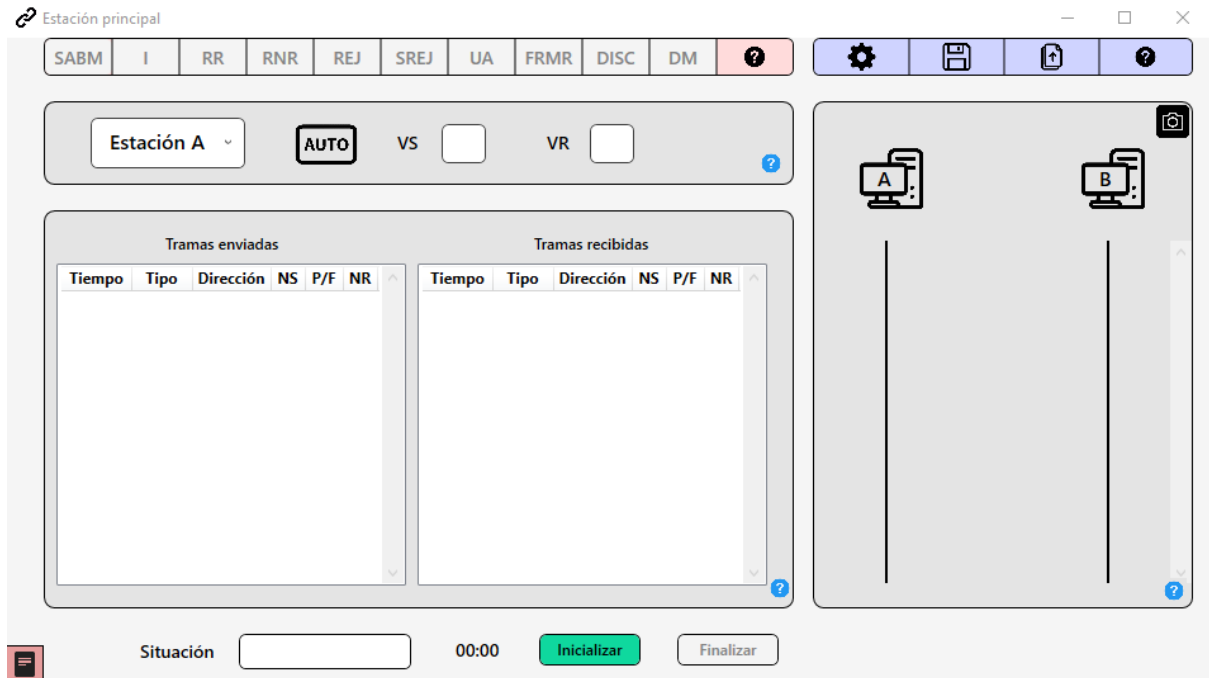 Estación principal
SABM I RR RNR REJ SREJ UA FRMR DISC DM ? ?
Estación A AUTO VS VR ?
A B
Tramas enviadas Tramas recibidas
Tiempo Tipo Dirección NS P/F NR Tiempo Tipo Dirección NS P/F NR
? ?
Situación 00:00 Inicializar Finalizar